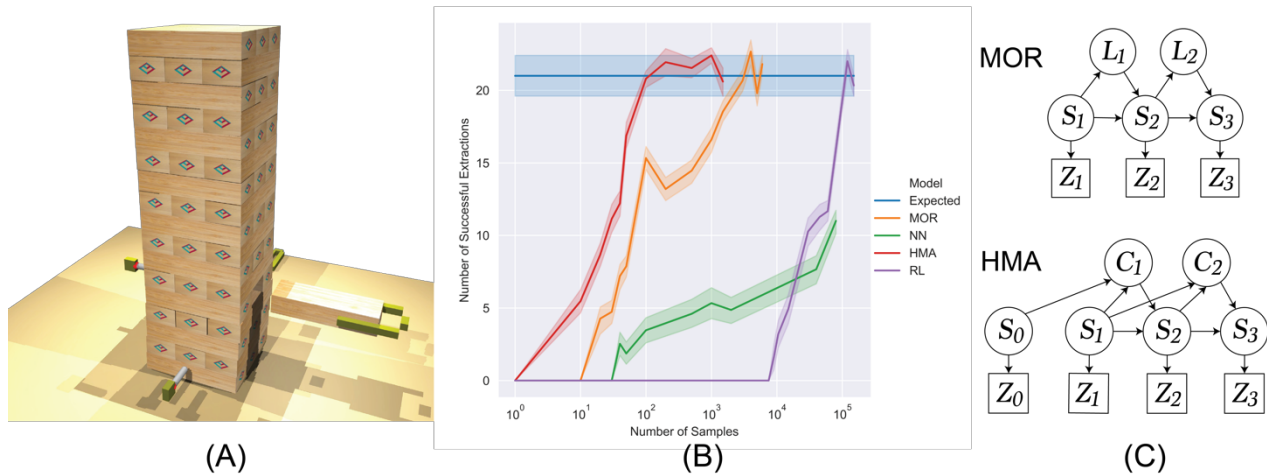 20
15
10
5
0
Number of Successful Extractions
10⁰
10¹
10²
10³
10⁴
10⁵
Number of Samples
Model
Expected
MOR
NN
HMA
RL
MOR
L₁ L₂
S₁ S₂ S₃
Z₁ Z₂ Z₃
HMA
C₁ C₂
S₀ S₁ S₂ S₃
Z₀ Z₁ Z₂ Z₃
(A) (B) (C)